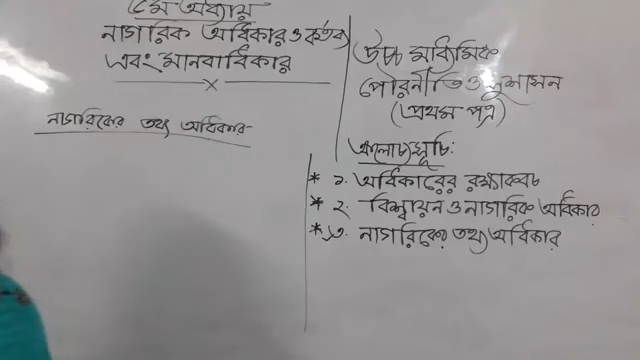 ৫ম অধ্যায়
নাগরিক অধিকার ও কর্তব্য
এবং মানবাধিকার
নাগরিকের তথ্য অধিকার
উচ্চ মাধ্যমিক
পৌরনীতি ও সুশাসন
(প্রথম পত্র)
আলোচ্যসূচি:
* ১. অধিকারের রক্ষাকবচ
* ২. বিশ্বায়ন ও নাগরিক অধিকার
* ৩. নাগরিকের তথ্য অধিকার